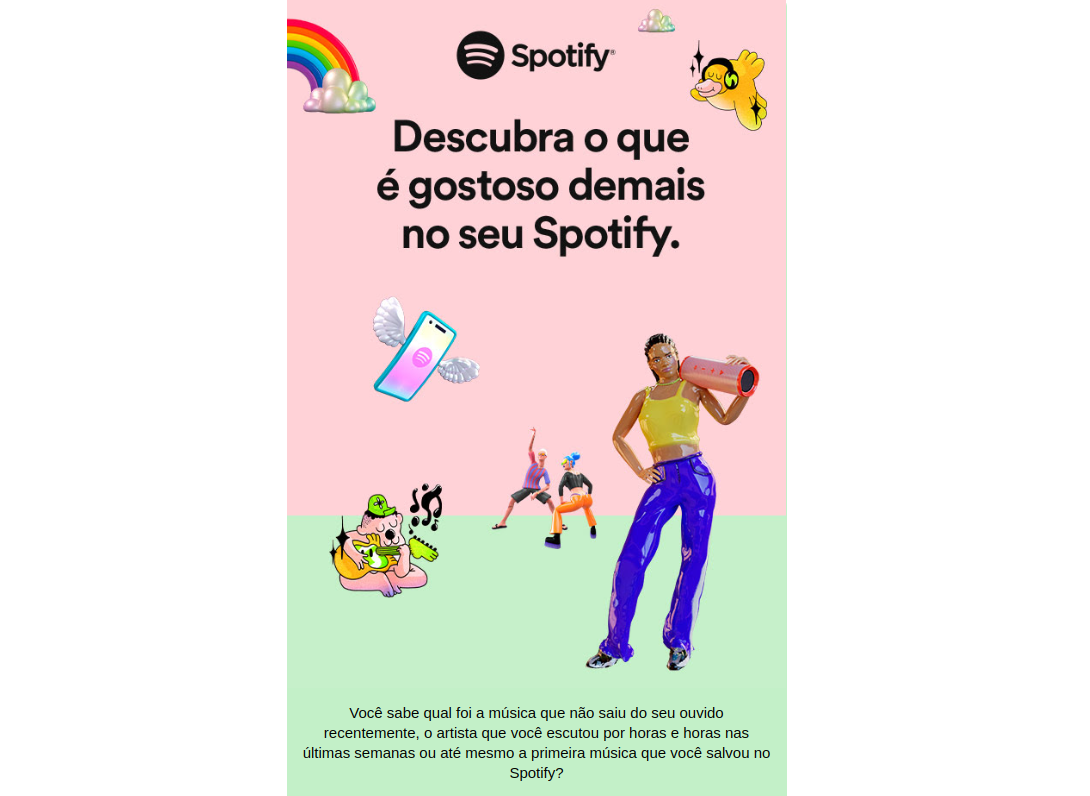 Spotify®
Descubra o que
é gostoso demais
no seu Spotify.
Você sabe qual foi a música que não saiu do seu ouvido
recentemente, o artista que você escutou por horas e horas nas
últimas semanas ou até mesmo a primeira música que você salvou no
Spotify?